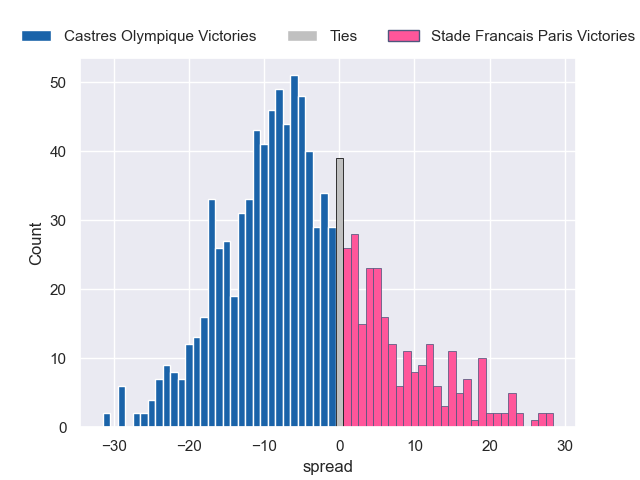 Castres Olympique Victories Ties Stade Francais Paris Victories
50
40
30
20
10
0
Count
−30 −20 −10 0 10 20 30
spread